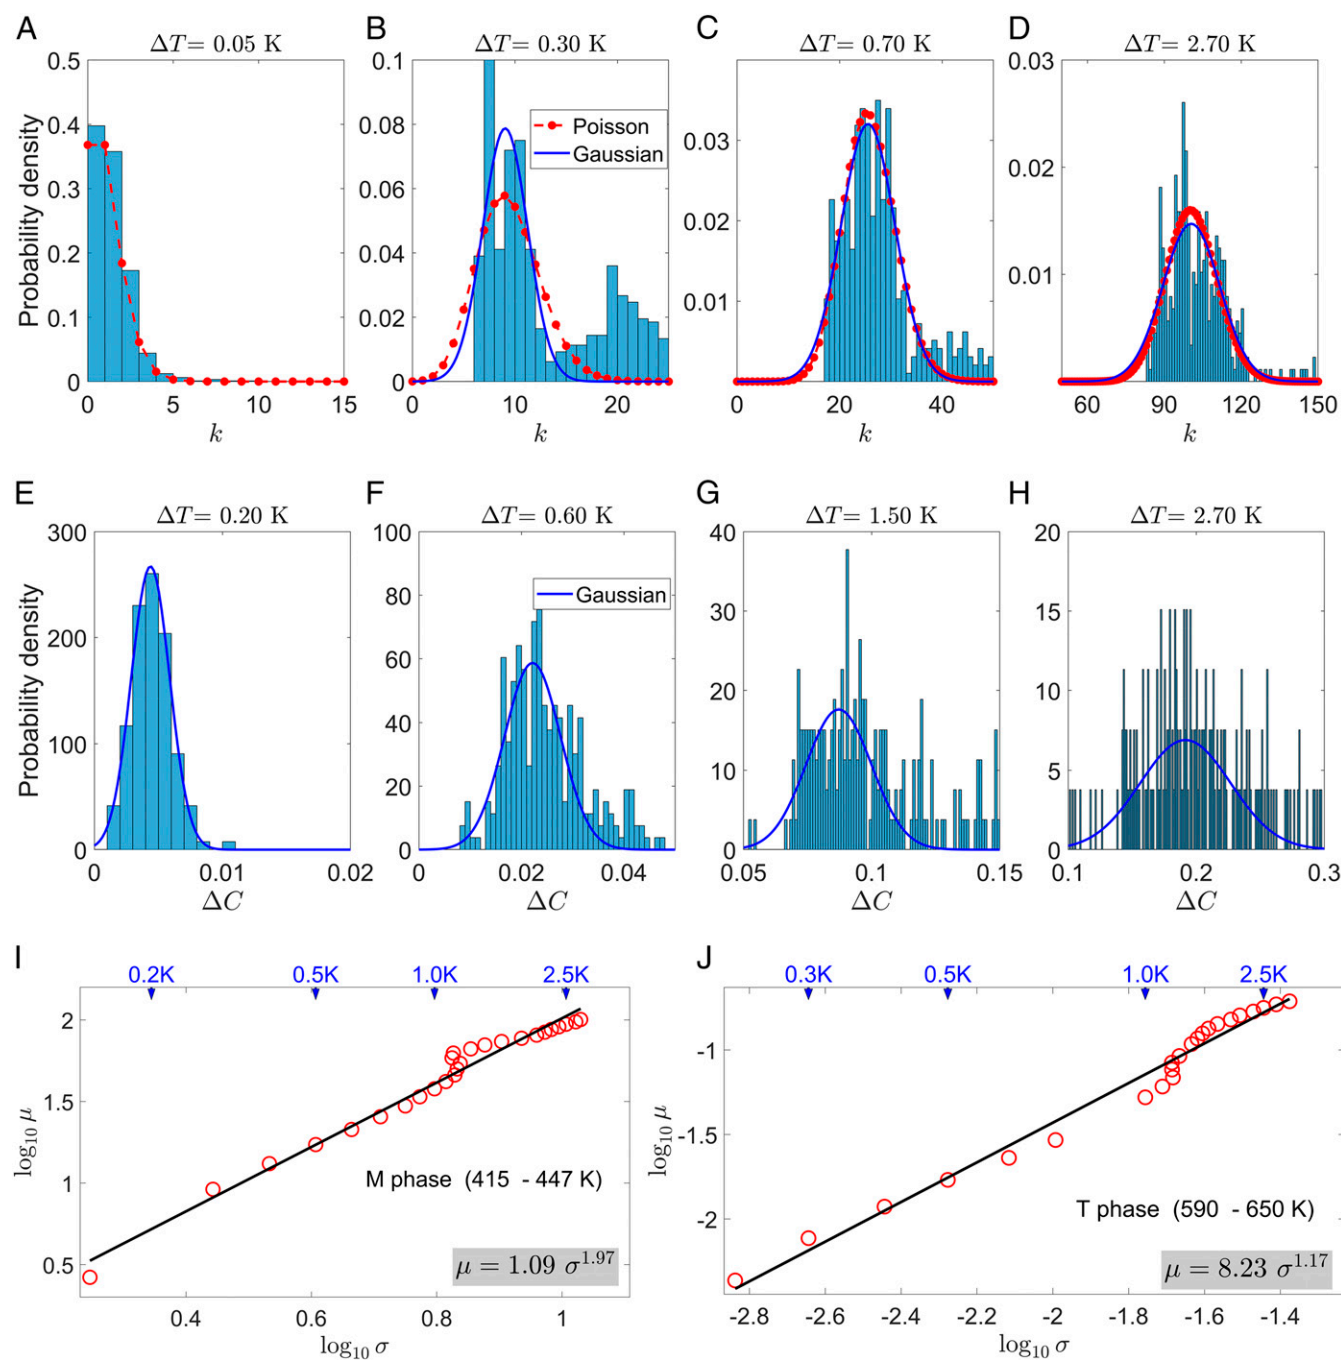 A
ΔT= 0.05 K
B
ΔT= 0.30 K
C
ΔT= 0.70 K
D
ΔT= 2.70 K
Probability density
0.5
0.4
0.3
0.2
0.1
0
0 5 10 15
k
0.1
0.08
0.06
0.04
0.02
0
0 10 20
k
Poisson
Gaussian
0.03
0.02
0.01
0 20 40
k
0.03
0.02
0.01
60 90 120 150
k
E
ΔT= 0.20 K
F
ΔT= 0.60 K
G
ΔT= 1.50 K
H
ΔT= 2.70 K
Probability density
300
200
100
0
0 0.01 0.02
ΔC
100
80
60
40
20
0
0 0.02 0.04
ΔC
Gaussian
40
30
20
10
0
0.05 0.1 0.15
ΔC
20
15
10
5
0
0.1 0.2 0.3
ΔC
I
0.2K 0.5K 1.0K 2.5K
log₁₀ μ
2
1.5
1
0.5
M phase (415 - 447 K)
μ = 1.09 σ^1.97
0.4 0.6 0.8 1
log₁₀ σ
J
0.3K 0.5K 1.0K 2.5K
log₁₀ μ
-1
-1.5
-2
T phase (590 - 650 K)
μ = 8.23 σ^1.17
-2.8 -2.6 -2.4 -2.2 -2 -1.8 -1.6 -1.4
log₁₀ σ